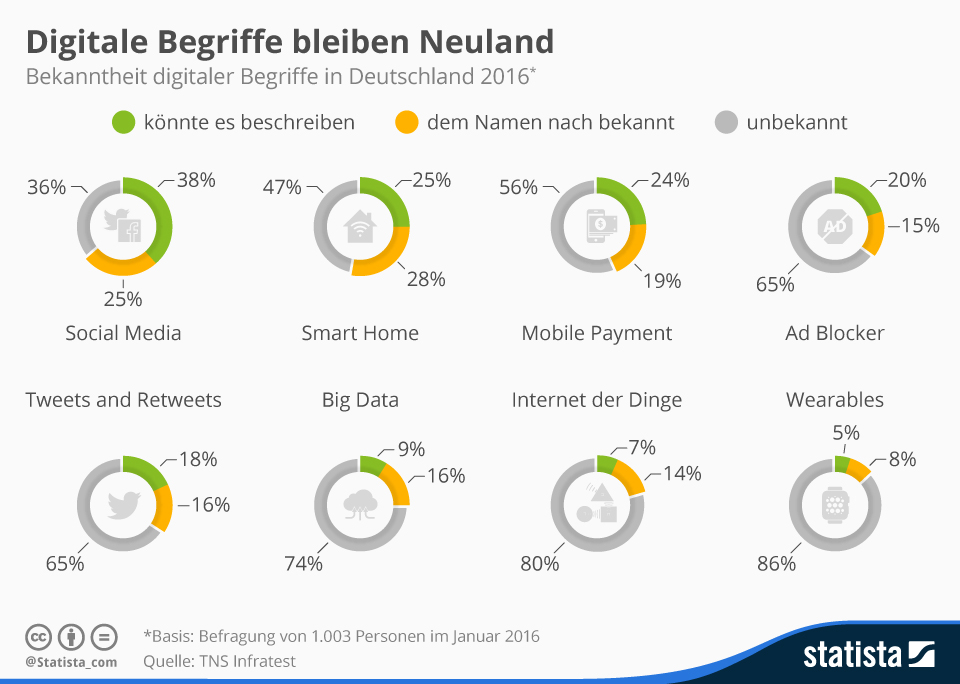 Digitale Begriffe bleiben Neuland
Bekanntheit digitaler Begriffe in Deutschland 2016*
könnte es beschreiben
dem Namen nach bekannt
unbekannt
36%
38%
25%
Social Media
47%
25%
28%
Smart Home
56%
24%
19%
Mobile Payment
20%
15%
65%
AD
Ad Blocker
Tweets and Retweets
18%
16%
65%
Big Data
9%
16%
74%
Internet der Dinge
7%
14%
80%
Wearables
5%
8%
86%
cc
@Statista_com
*Basis: Befragung von 1.003 Personen im Januar 2016
Quelle: TNS Infratest
statista